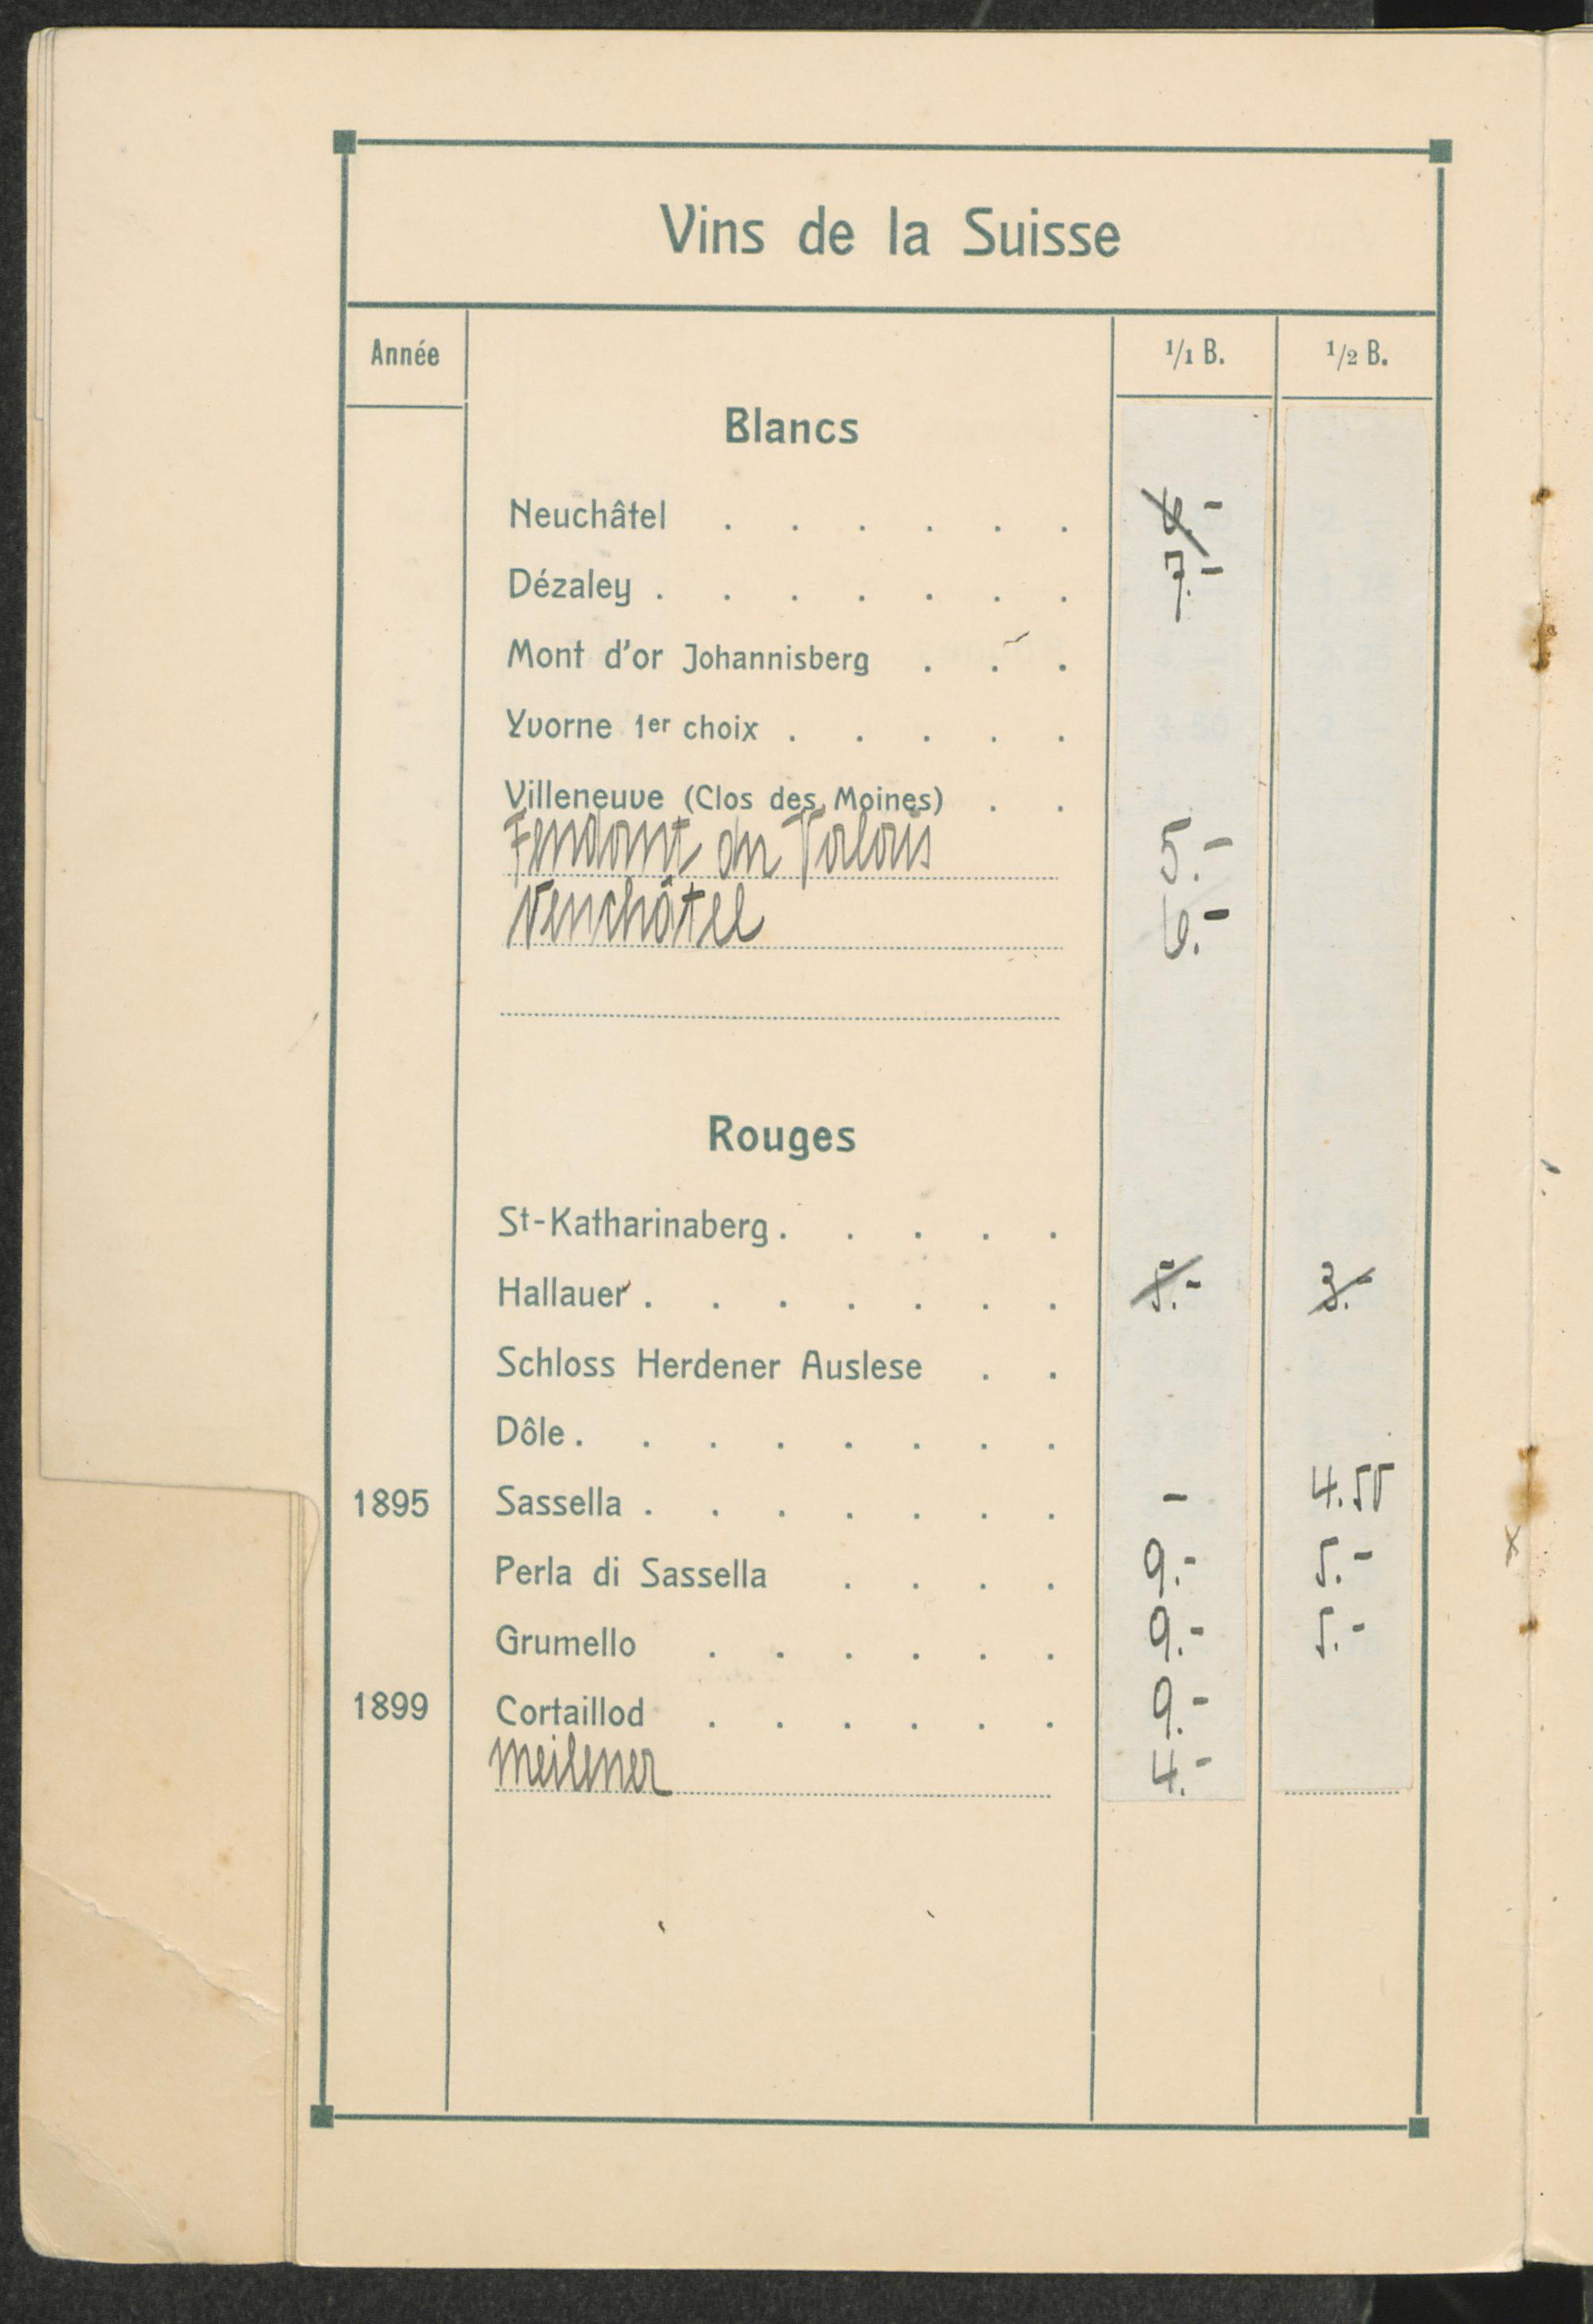 Vins de la Suisse
Année 1/1 B. 1/2 B.
Blancs
Neuchâtel . . . . . .
Dézaley . . . . . . . 7.-
Mont d'or Johannisberg . . .
Yvorne 1er choix . . . . .
Villeneuve (Clos des Moines) . .
Fendant du Valais 5.-
Neuchâtel 6.-
Rouges
St-Katharinaberg . . . . .
Hallauer . . . . . . . 5.- 3.-
Schloss Herdener Auslese . .
Dôle . . . . . . . .
1895 Sassella . . . . . . . - 4.55
Perla di Sassella . . . . 9.- 5.-
Grumello . . . . . . 9.- 5.-
1899 Cortaillod . . . . . . 9.-
Meilener 4.-